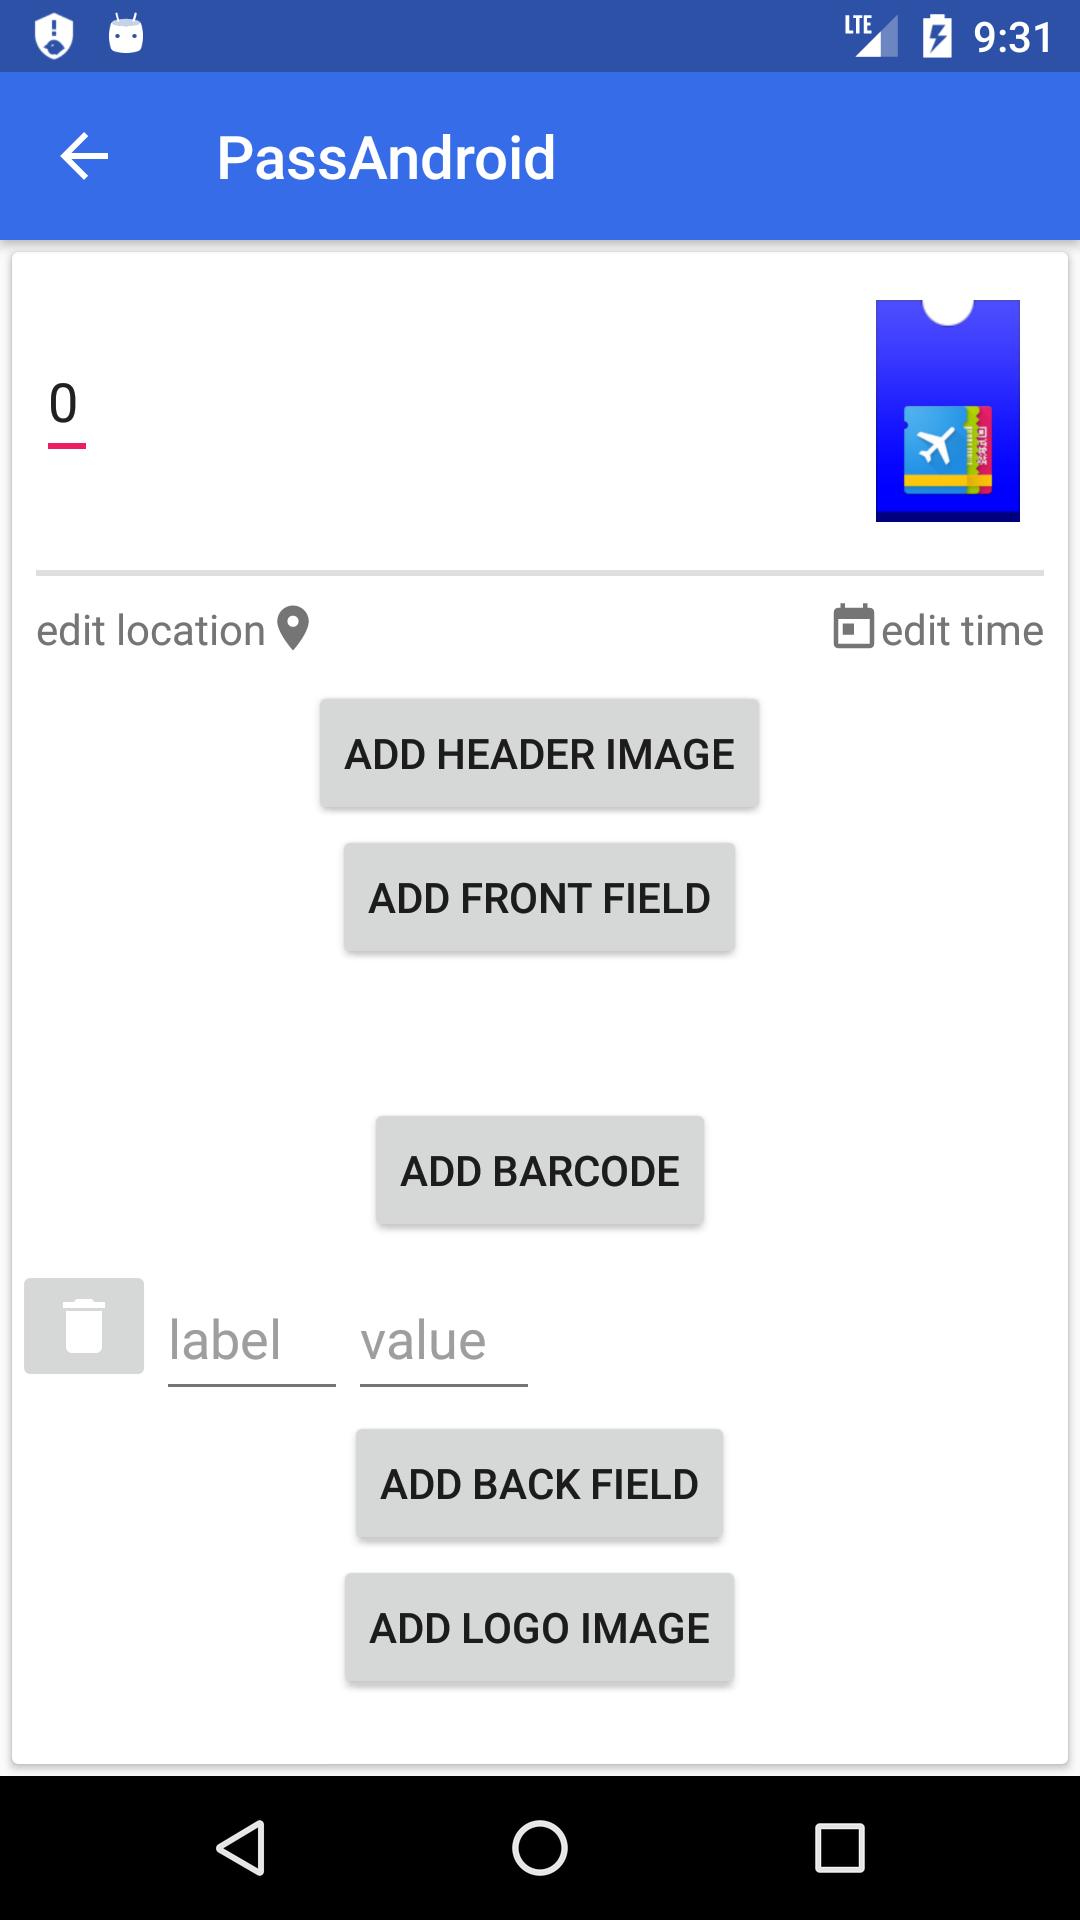 LTE 9:31
PassAndroid
0
edit location edit time
ADD HEADER IMAGE
ADD FRONT FIELD
ADD BARCODE
label value
ADD BACK FIELD
ADD LOGO IMAGE